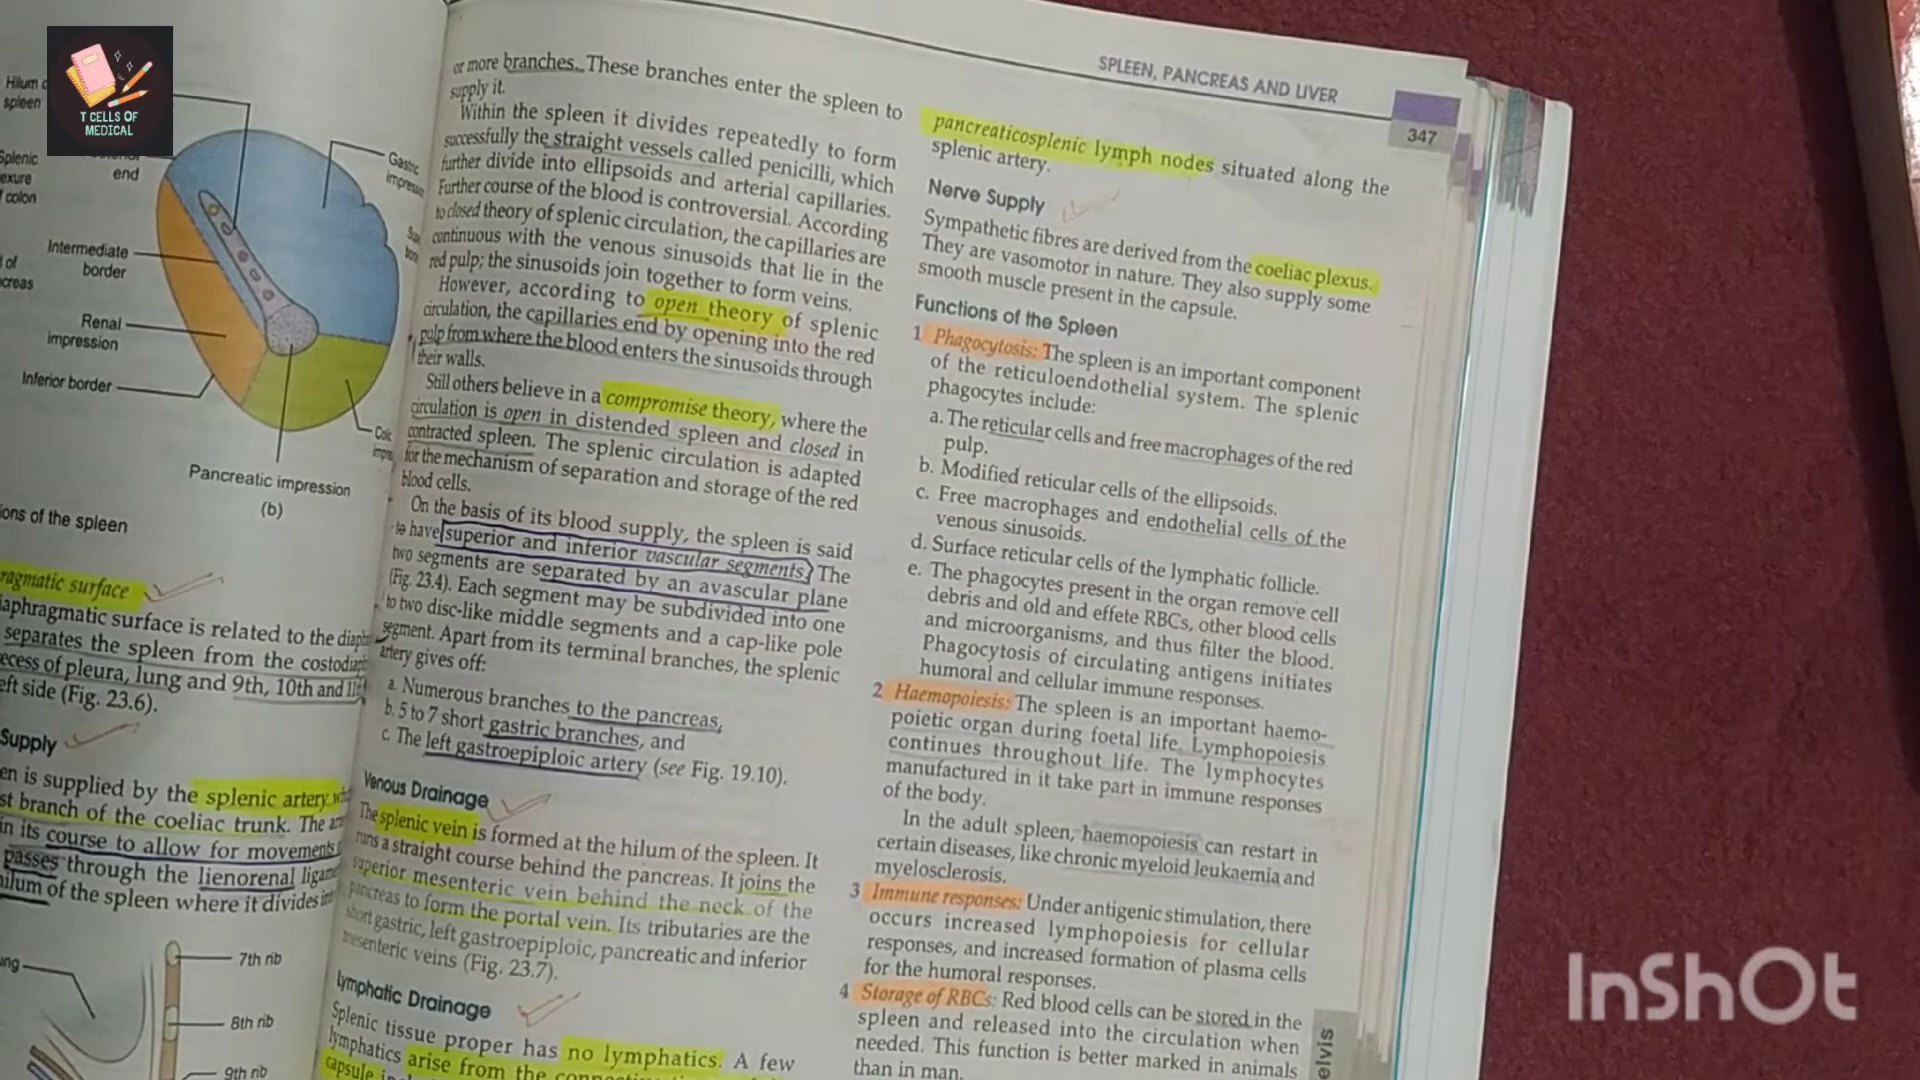 T CELLS OF
MEDICAL
Hilum
spleen
Splenic
of colon
end
Intermediate
border
Renal
impression
Inferior border
Pancreatic impression
(b)
Gastric
ions of the spleen
ragmatic surface
iaphragmatic surface is related to the
separates the spleen from the
ecess of pleura, lung and 9th, 10th and
eft side (Fig. 23.6).
Supply
en is supplied by the splenic artery
st branch of the coeliac trunk. The
in its course to allow for movements
passes through the lienorenal
hilum of the spleen where it divides
7th rib
8th rib
9th rib
or more branches. These branches enter the spleen to
supply it.
Within the spleen it divides repeatedly to form
successfully the straight vessels called penicilli, which
further divide into ellipsoids and arterial capillaries.
Further course of the blood is controversial. According
to closed theory of splenic circulation, the capillaries are
continuous with the venous sinusoids that lie in the
red pulp; the sinusoids join together to form veins.
However, according to open theory of splenic
circulation, the capillaries end by opening into the red
pulp from where the blood enters the sinusoids through
their walls.
Still others believe in a compromise theory, where the
circulation is open in distended spleen and closed in
contracted spleen. The splenic circulation is adapted
for the mechanism of separation and storage of the red
blood cells.
On the basis of its blood supply, the spleen is said
to have superior and inferior vascular segments. The
two segments are separated by an avascular plane
(Fig. 23.4). Each segment may be subdivided into one
to two disc-like middle segments and a cap-like pole
segment. Apart from its terminal branches, the splenic
artery gives off:
a. Numerous branches to the pancreas,
b. 5 to 7 short gastric branches, and
c. The left gastroepiploic artery (see Fig. 19.10).
Venous Drainage
The splenic vein is formed at the hilum of the spleen. It
runs a straight course behind the pancreas. It joins the
superior mesenteric vein behind the neck of the
pancreas to form the portal vein. Its tributaries are the
short gastric, left gastroepiploic, pancreatic and inferior
mesenteric veins (Fig. 23.7).
Lymphatic Drainage
Splenic tissue proper has no lymphatics. A few
lymphatics arise from the
capsule
SPLEEN, PANCREAS AND LIVER
347
pancreaticosplenic lymph nodes situated along the
splenic artery.
Nerve Supply
Sympathetic fibres are derived from the coeliac plexus.
They are vasomotor in nature. They also supply some
smooth muscle present in the capsule.
Functions of the Spleen
1 Phagocytosis: The spleen is an important component
of the reticuloendothelial system. The splenic
phagocytes include:
a. The reticular cells and free macrophages of the red
pulp.
b. Modified reticular cells of the ellipsoids.
c. Free macrophages and endothelial cells of the
venous sinusoids.
d. Surface reticular cells of the lymphatic follicle.
e. The phagocytes present in the organ remove cell
debris and old and effete RBCs, other blood cells
and microorganisms, and thus filter the blood.
Phagocytosis of circulating antigens initiates
humoral and cellular immune responses.
2 Haemopoiesis: The spleen is an important haemo-
poietic organ during foetal life. Lymphopoiesis
continues throughout life. The lymphocytes
manufactured in it take part in immune responses
of the body.
In the adult spleen, haemopoiesis can restart in
certain diseases, like chronic myeloid leukaemia and
myelosclerosis.
3 Immune responses: Under antigenic stimulation, there
occurs increased lymphopoiesis for cellular
responses, and increased formation of plasma cells
for the humoral responses.
4 Storage of RBCs: Red blood cells can be stored in the
spleen and released into the circulation when
needed. This function is better marked in animals
than in man.
elvis
InShOt